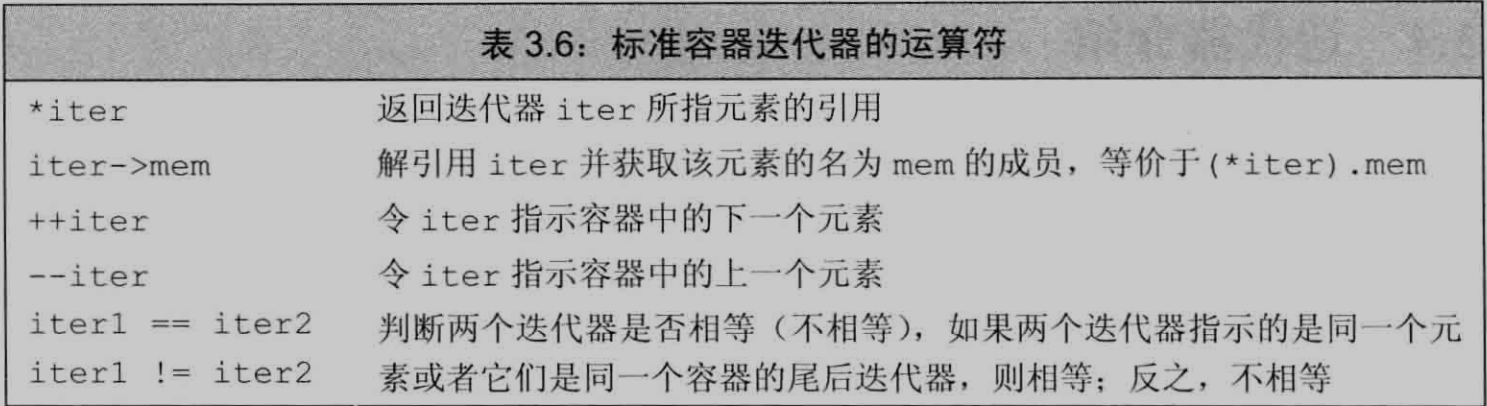 表 3.6：标准容器迭代器的运算符
*iter 返回迭代器 iter 所指元素的引用
iter->mem 解引用 iter 并获取该元素的名为 mem 的成员，等价于(*iter).mem
++iter 令 iter 指示容器中的下一个元素
--iter 令 iter 指示容器中的上一个元素
iter1 == iter2 判断两个迭代器是否相等（不相等），如果两个迭代器指示的是同一个元
iter1 != iter2 素或者它们是同一个容器的尾后迭代器，则相等；反之，不相等